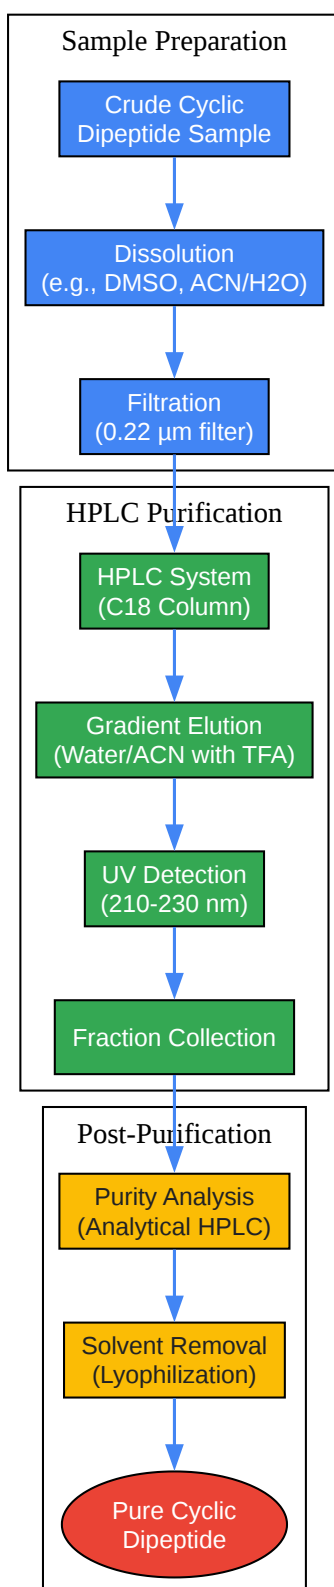 Sample Preparation
Crude Cyclic
Dipeptide Sample
Dissolution
(e.g., DMSO, ACN/H2O)
Filtration
(0.22 µm filter)
HPLC Purification
HPLC System
(C18 Column)
Gradient Elution
(Water/ACN with TFA)
UV Detection
(210-230 nm)
Fraction Collection
Post-Purification
Purity Analysis
(Analytical HPLC)
Solvent Removal
(Lyophilization)
Pure Cyclic
Dipeptide